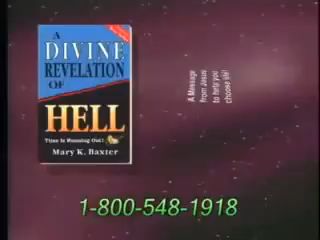 A
DIVINE
REVELATION
OF
HELL
Time Is Running Out!
Mary K. Baxter
A Message
from Jesus
to help you
choose life!
1-800-548-1918